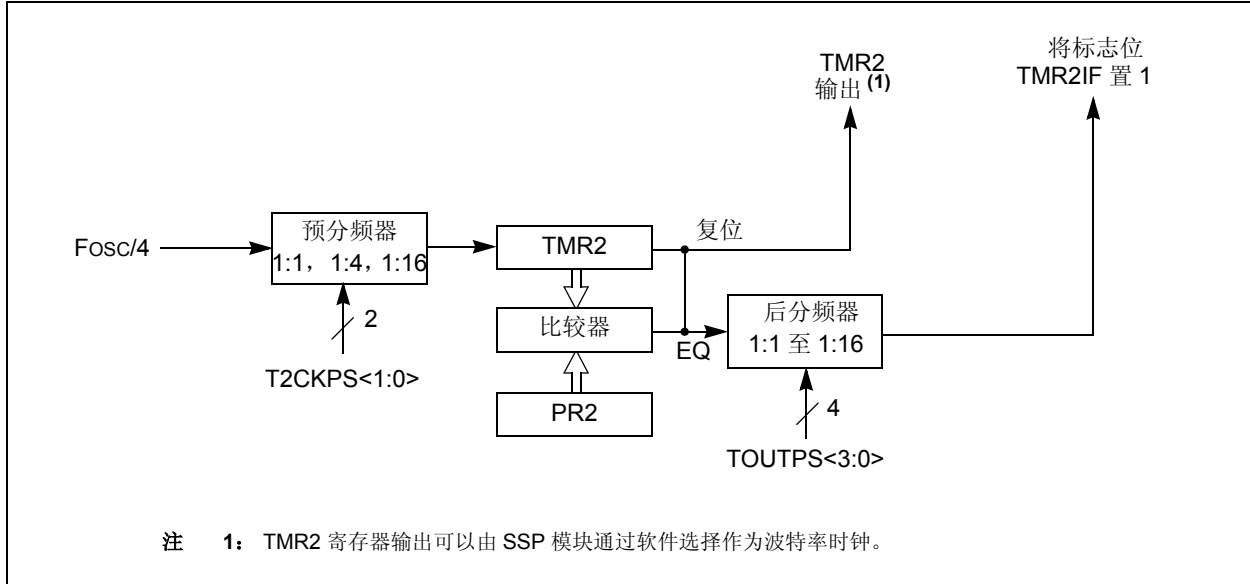 TMR2
输出 (1)
将标志位
TMR2IF 置 1
FOSC/4
预分频器
1:1，1:4，1:16
2
T2CKPS<1:0>
TMR2
复位
比较器
EQ
PR2
后分频器
1:1 至 1:16
4
TOUTPS<3:0>
注 1： TMR2 寄存器输出可以由 SSP 模块通过软件选择作为波特率时钟。